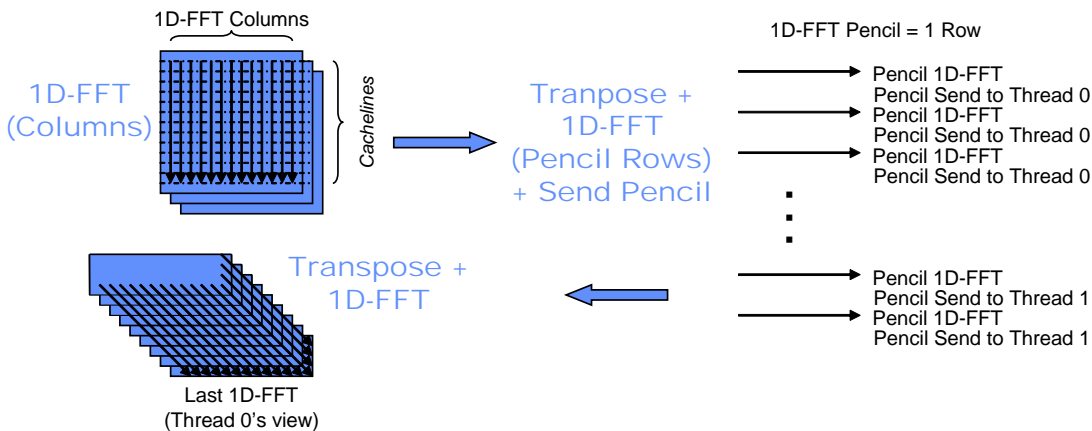 1D-FFT Columns
1D-FFT
(Columns)
Cachelines
Tranpose +
1D-FFT
(Pencil Rows)
+ Send Pencil
1D-FFT Pencil = 1 Row
Pencil 1D-FFT
Pencil Send to Thread 0
Pencil 1D-FFT
Pencil Send to Thread 0
Pencil 1D-FFT
Pencil Send to Thread 0
Pencil 1D-FFT
Pencil Send to Thread 1
Pencil 1D-FFT
Pencil Send to Thread 1
Transpose +
1D-FFT
Last 1D-FFT
(Thread 0's view)